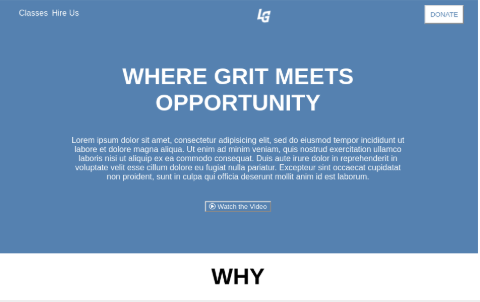 Classes Hire Us
LG
DONATE
WHERE GRIT MEETS
OPPORTUNITY
Lorem ipsum dolor sit amet, consectetur adipisicing elit, sed do eiusmod tempor incididunt ut
labore et dolore magna aliqua. Ut enim ad minim veniam, quis nostrud exercitation ullamco
laboris nisi ut aliquip ex ea commodo consequat. Duis aute irure dolor in reprehenderit in
voluptate velit esse cillum dolore eu fugiat nulla pariatur. Excepteur sint occaecat cupidatat
non proident, sunt in culpa qui officia deserunt mollit anim id est laborum.
Watch the Video
WHY